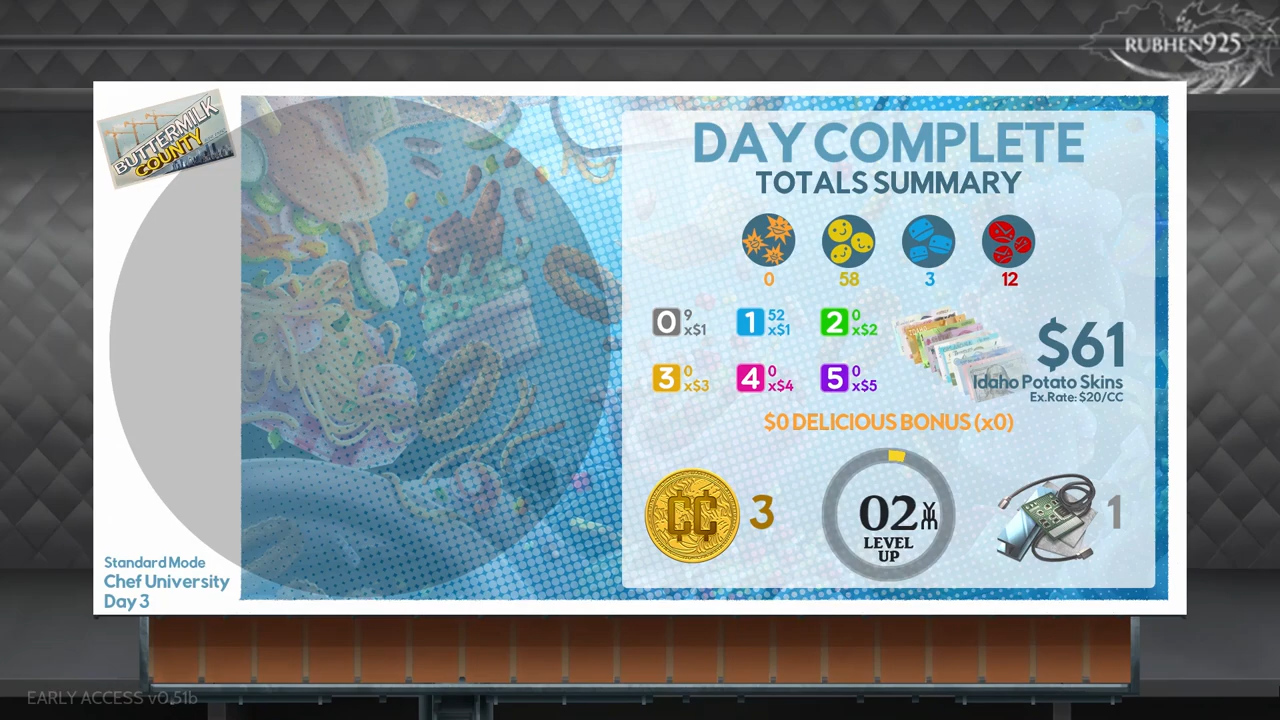 RUBHEN925
BUTTERMILK
COUNTY
DAY COMPLETE
TOTALS SUMMARY
0 58 3 12
0 9 x$1 1 52 x$1 2 0 x$2
3 0 x$3 4 0 x$4 5 0 x$5
$61
Idaho Potato Skins
Ex.Rate: $20/CC
$0 DELICIOUS BONUS (x0)
CC 3
02
LEVEL
UP
1
Standard Mode
Chef University
Day 3
EARLY ACCESS v0.51b